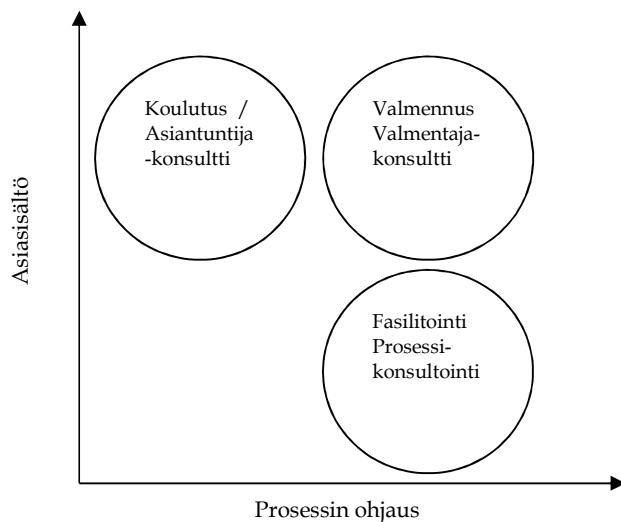 Koulutus /
Asiantuntija
-konsultti
Valmennus
Valmentaja-
konsultti
Asiasisältö
Fasilitointi
Prosessi-
konsultointi
Prosessin ohjaus